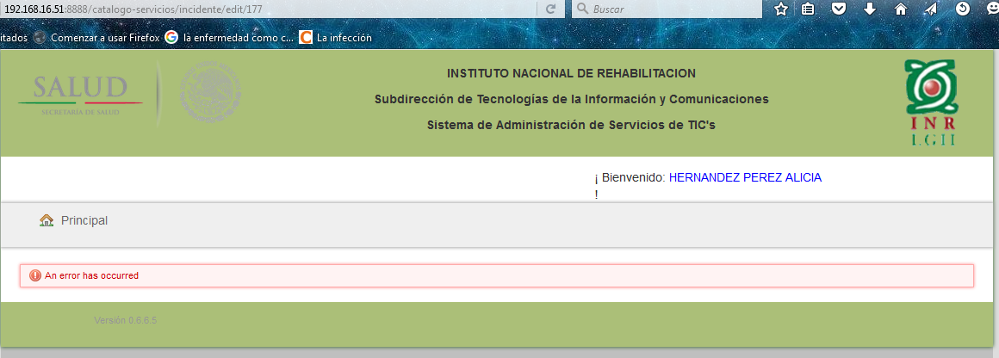 192.168.16.51:8888/catalogo-servicios/incidente/edit/177
Buscar
itados Comenzar a usar Firefox la enfermedad como c... La infección
SALUD
SECRETARÍA DE SALUD
INSTITUTO NACIONAL DE REHABILITACION
Subdirección de Tecnologías de la Información y Comunicaciones
Sistema de Administración de Servicios de TIC's
INR
LGII
¡ Bienvenido: HERNANDEZ PEREZ ALICIA
!
Principal
An error has occurred
Versión 0.6.6.5